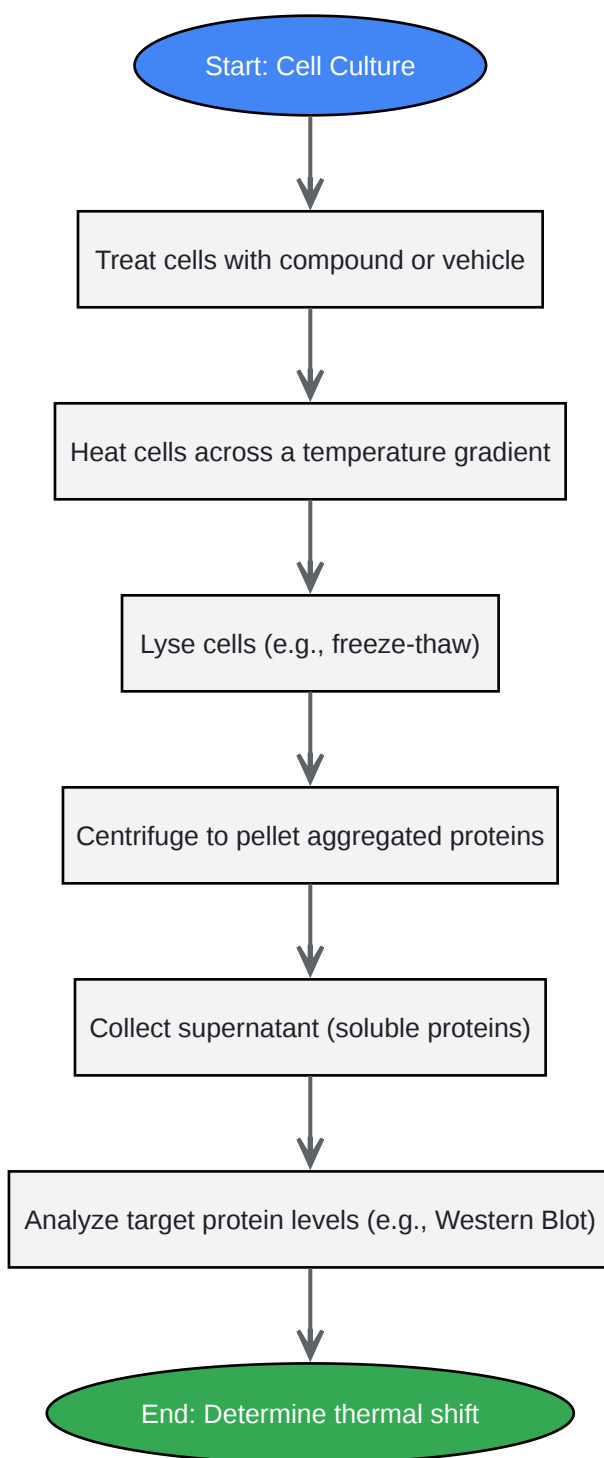 Start: Cell Culture
Treat cells with compound or vehicle
Heat cells across a temperature gradient
Lyse cells (e.g., freeze-thaw)
Centrifuge to pellet aggregated proteins
Collect supernatant (soluble proteins)
Analyze target protein levels (e.g., Western Blot)
End: Determine thermal shift